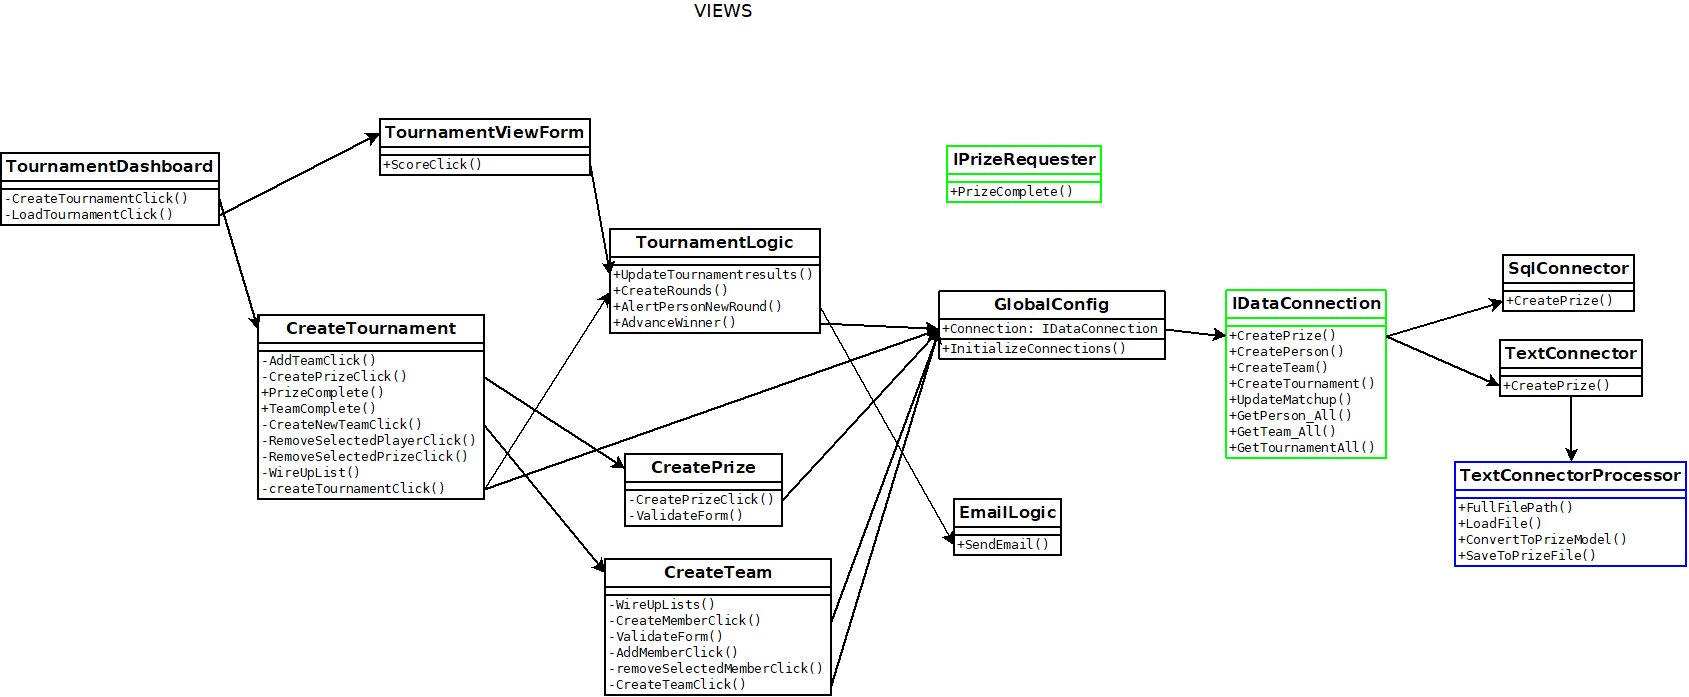 VIEWS
TournamentDashboard
-CreateTournamentClick()
-LoadTournamentClick()
TournamentViewForm
+ScoreClick()
IPrizeRequester
+PrizeComplete()
TournamentLogic
+UpdateTournamentresults()
+CreateRounds()
+AlertPersonNewRound()
+AdvanceWinner()
CreateTournament
-AddTeamClick()
-CreatePrizeClick()
+PrizeComplete()
+TeamComplete()
-CreateNewTeamClick()
-RemoveSelectedPlayerClick()
-RemoveSelectedPrizeClick()
-WireUpList()
-createTournamentClick()
GlobalConfig
+Connection: IDataConnection
+InitializeConnections()
IDataConnection
+CreatePrize()
+CreatePerson()
+CreateTeam()
+CreateTournament()
+UpdateMatchup()
+GetPerson_All()
+GetTeam_All()
+GetTournamentAll()
SqlConnector
+CreatePrize()
TextConnector
+CreatePrize()
CreatePrize
-CreatePrizeClick()
-ValidateForm()
EmailLogic
+SendEmail()
TextConnectorProcessor
+FullFilePath()
+LoadFile()
+ConvertToPrizeModel()
+SaveToPrizeFile()
CreateTeam
-WireUpLists()
-CreateMemberClick()
-ValidateForm()
-AddMemberClick()
-removeSelectedMemberClick()
-CreateTeamClick()